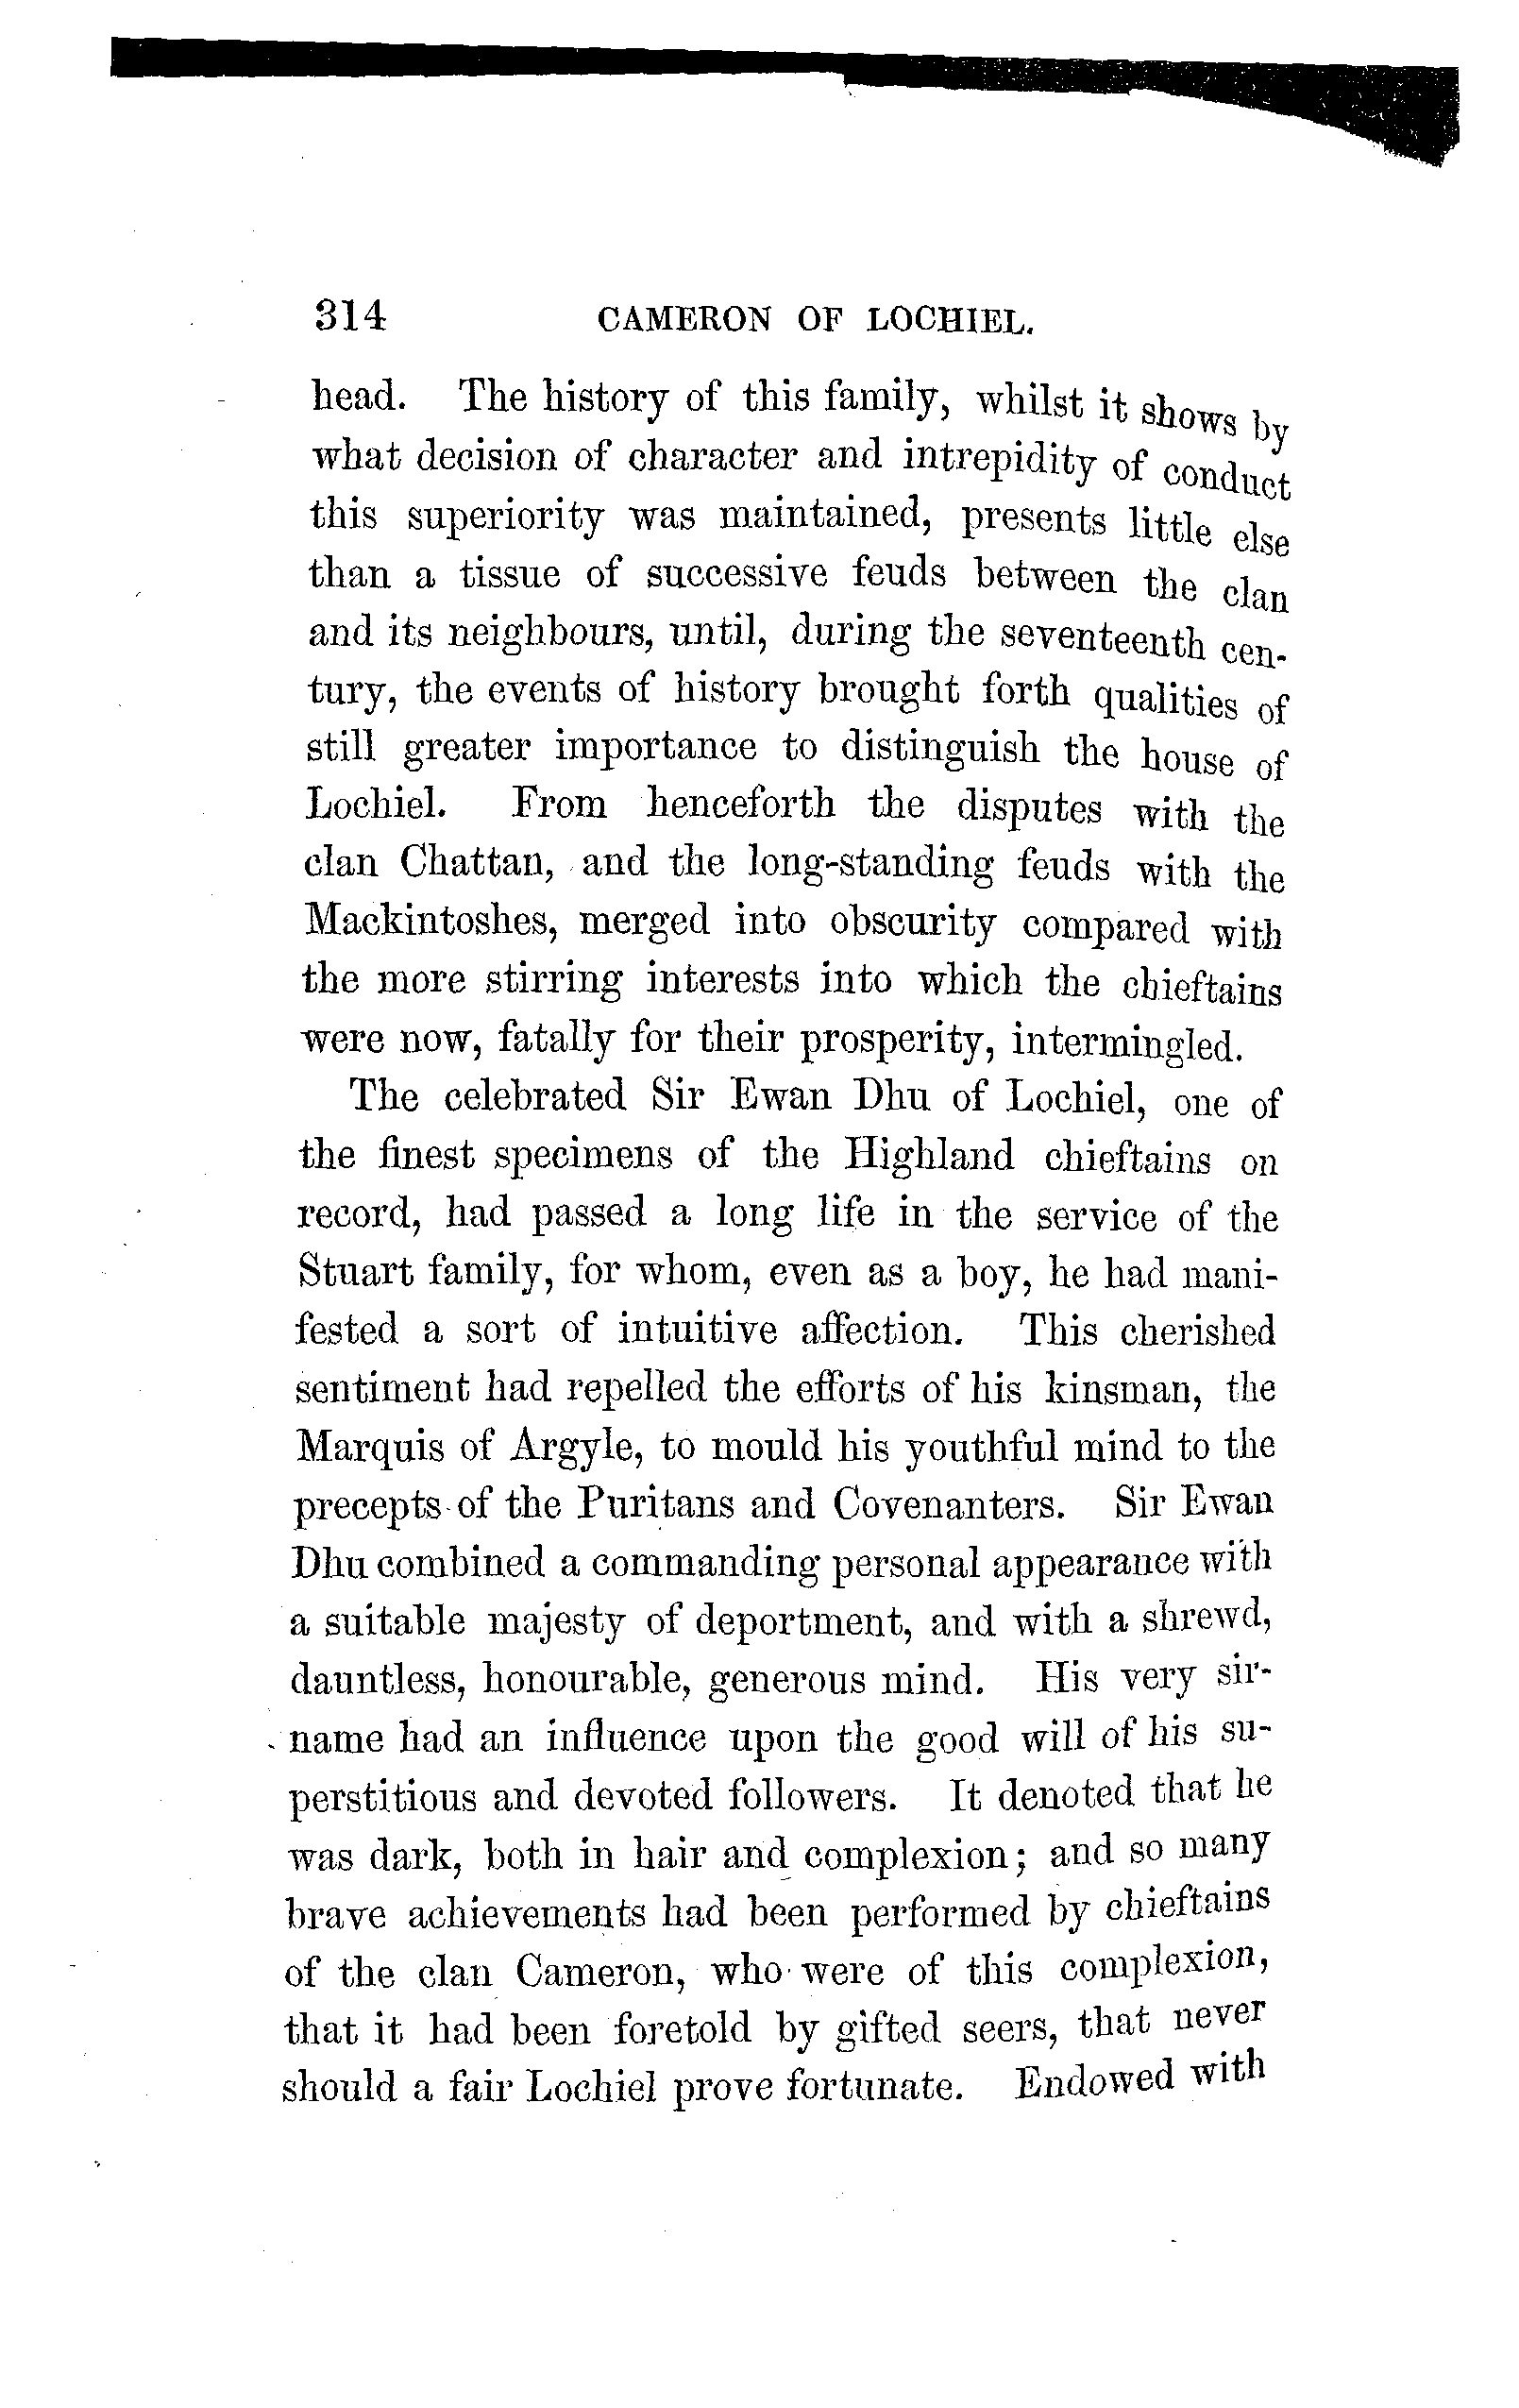 314 CAMERON OF LOCHIEL.
head. The history of this family, whilst it shows by
what decision of character and intrepidity of conduct
this superiority was maintained, presents little else
than a tissue of successive feuds between the clan
and its neighbours, until, during the seventeenth cen-
tury, the events of history brought forth qualities of
still greater importance to distinguish the house of
Lochiel. From henceforth the disputes with the
clan Chattan, and the long-standing feuds with the
Mackintoshes, merged into obscurity compared with
the more stirring interests into which the chieftains
were now, fatally for their prosperity, intermingled.
The celebrated Sir Ewan Dhu of Lochiel, one of
the finest specimens of the Highland chieftains on
record, had passed a long life in the service of the
Stuart family, for whom, even as a boy, he had mani-
fested a sort of intuitive affection. This cherished
sentiment had repelled the efforts of his kinsman, the
Marquis of Argyle, to mould his youthful mind to the
precepts of the Puritans and Covenanters. Sir Ewan
Dhu combined a commanding personal appearance with
a suitable majesty of deportment, and with a shrewd,
dauntless, honourable, generous mind. His very sir-
name had an influence upon the good will of his su-
perstitious and devoted followers. It denoted that he
was dark, both in hair and complexion; and so many
brave achievements had been performed by chieftains
of the clan Cameron, who were of this complexion,
that it had been foretold by gifted seers, that never
should a fair Lochiel prove fortunate. Endowed with